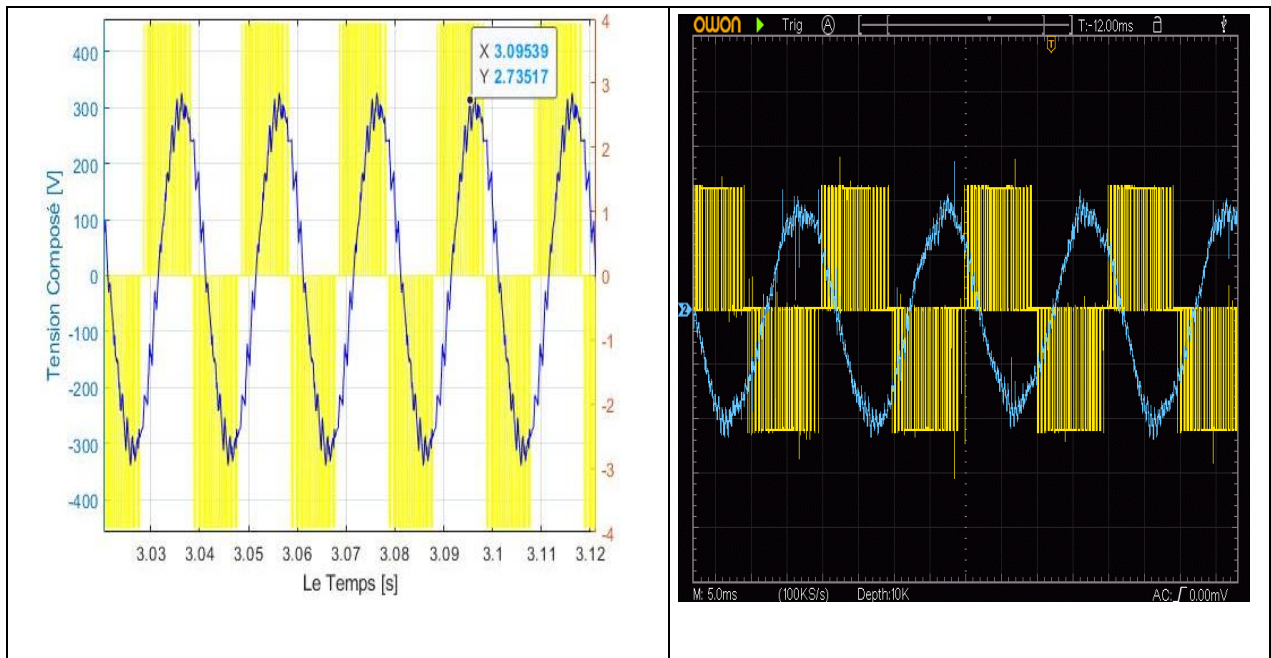 400
300
200
100
0
-100
-200
-300
-400
Tension Composé [V]
4
3
2
1
0
-1
-2
-3
-4
X 3.09539
Y 2.73517
3.03 3.04 3.05 3.06 3.07 3.08 3.09 3.1 3.11 3.12
Le Temps [s]
OWON Trig A T:-12.00ms
T
2
M: 5.0ms (100KS/s) Depth:10K AC: 0.00mV